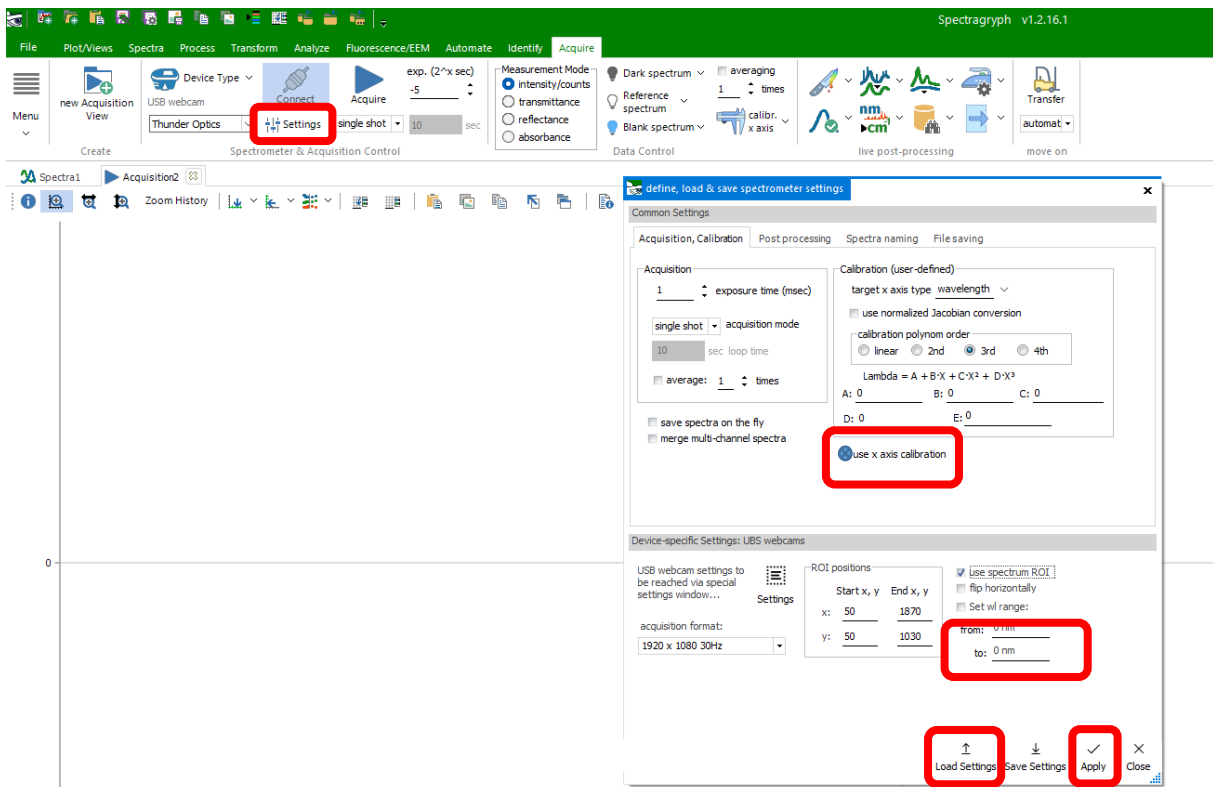 Spectragryph v1.2.16.1
File Plot/Views Spectra Process Transform Analyze Fluorescence/EEM Automate Identify Acquire
Menu
new Acquisition
View
Create
Device Type
USB webcam
Thunder Optics
Connect
Settings
Acquire
single shot
exp. (2^x sec)
-5
10 sec
Spectrometer & Acquisition Control
Measurement Mode
intensity/counts
transmittance
reflectance
absorbance
Dark spectrum
Reference
spectrum
Blank spectrum
averaging
1 times
calibr.
x axis
Data Control
nm
cm
live post-processing
Transfer
automat
move on
Spectra1 Acquisition2
Zoom History
0
define, load & save spectrometer settings
Common Settings
Acquisition, Calibration Post processing Spectra naming File saving
Acquisition
1 exposure time (msec)
single shot acquisition mode
10 sec loop time
average: 1 times
save spectra on the fly
merge multi-channel spectra
Calibration (user-defined)
target x axis type wavelength
use normalized Jacobian conversion
calibration polynom order
linear 2nd 3rd 4th
Lambda = A + B·X + C·X² + D·X³
A: 0 B: 0 C: 0
D: 0 E: 0
use x axis calibration
Device-specific Settings: UBS webcams
USB webcam settings to
be reached via special
settings window...
Settings
acquisition format:
1920 x 1080 30Hz
ROI positions
Start x, y End x, y
x: 50 1870
y: 50 1030
use spectrum ROI
flip horizontally
Set wl range:
from: 0 nm
to: 0 nm
Load Settings Save Settings Apply Close